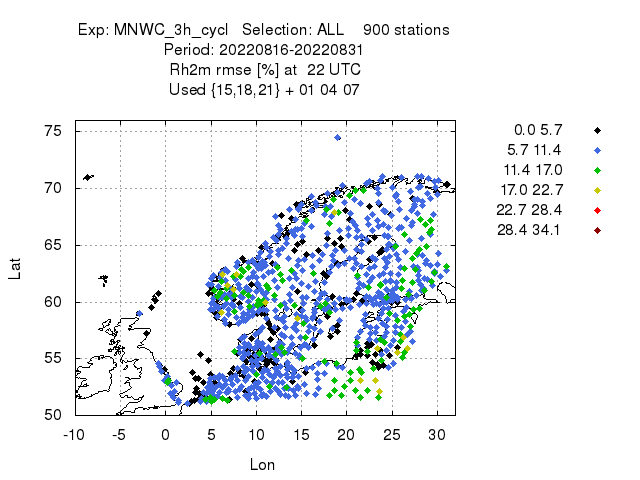 Exp: MNWC_3h_cycl   Selection: ALL    900 stations
Period: 20220816-20220831
Rh2m rmse [%] at  22 UTC
Used {15,18,21} + 01 04 07
0.0 5.7
5.7 11.4
11.4 17.0
17.0 22.7
22.7 28.4
28.4 34.1
75
70
65
60
55
50
Lat
-10 -5 0 5 10 15 20 25 30
Lon